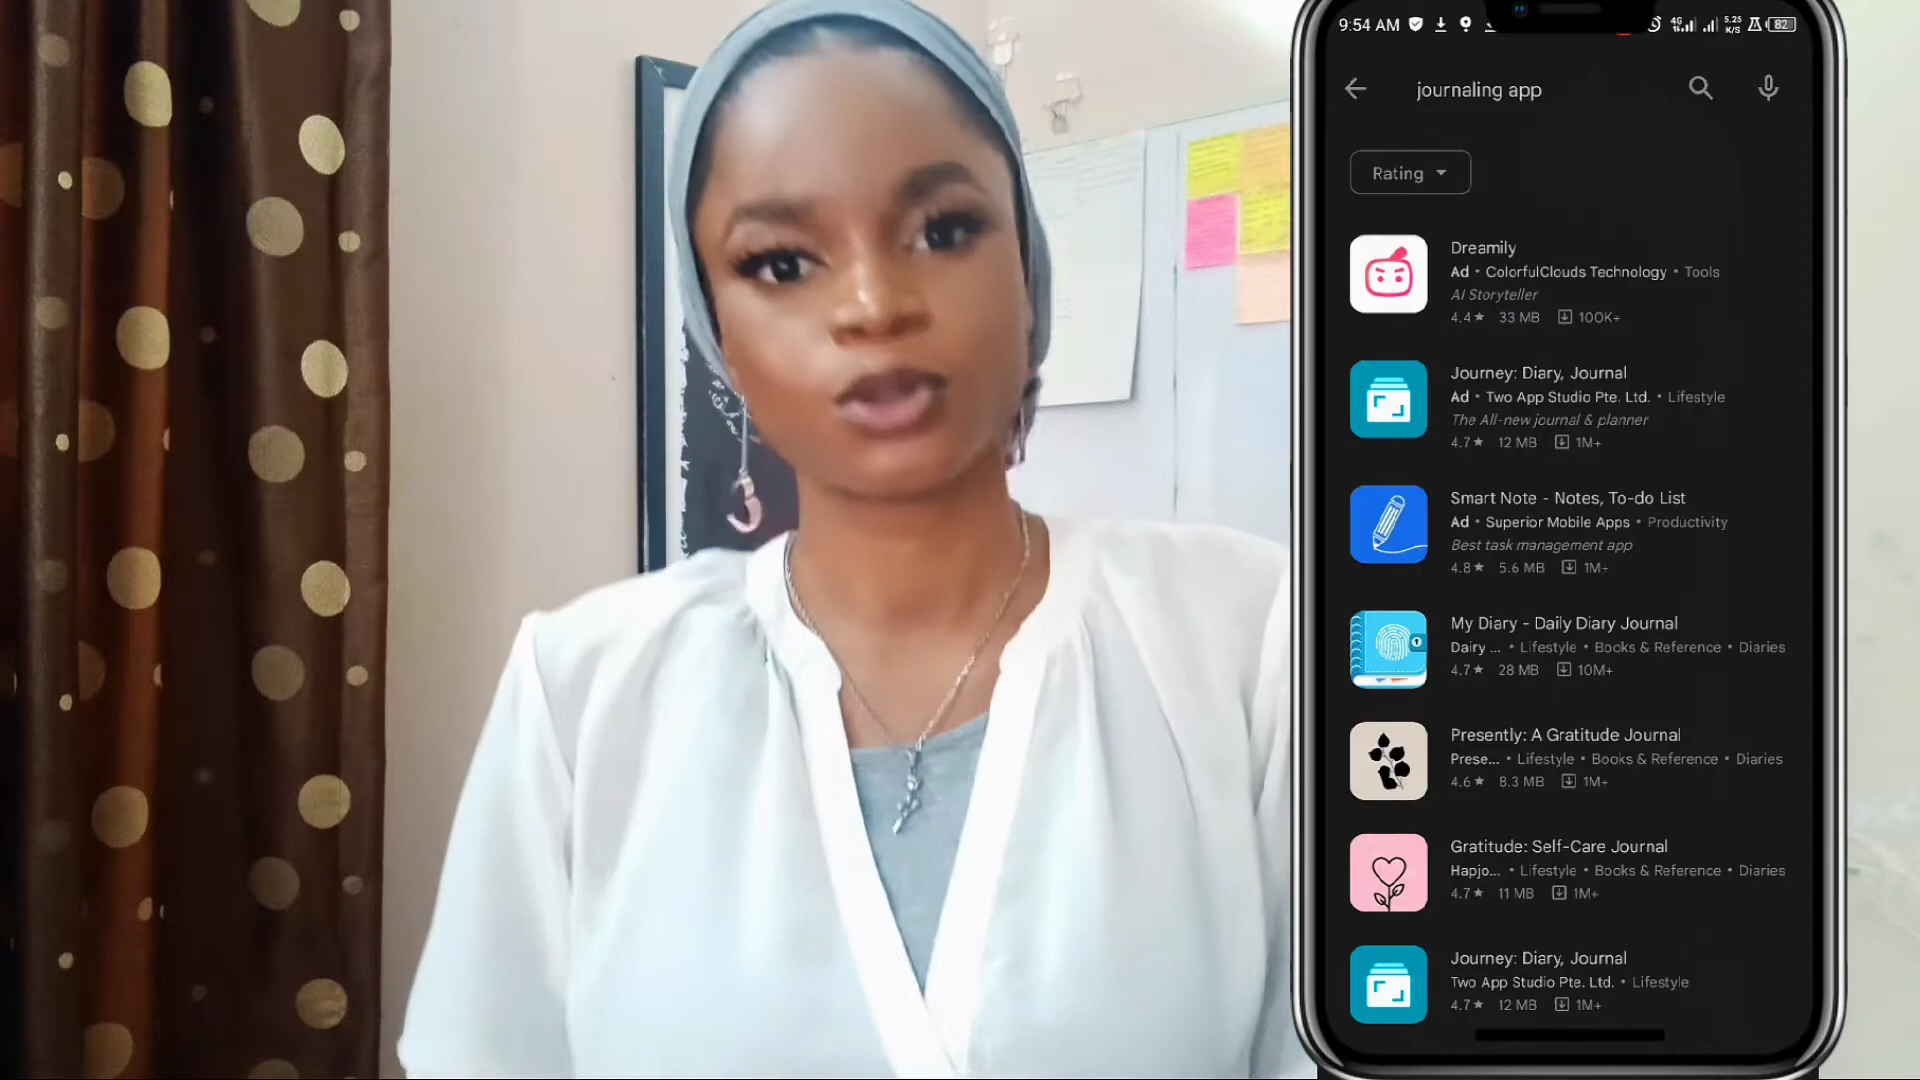 9:54 AM
4G
5.25
K/S
82
journaling app
Rating
Dreamily
Ad • ColorfulClouds Technology • Tools
AI Storyteller
4.4★ 33 MB 100K+
Journey: Diary, Journal
Ad • Two App Studio Pte. Ltd. • Lifestyle
The All-new journal & planner
4.7★ 12 MB 1M+
Smart Note - Notes, To-do List
Ad • Superior Mobile Apps • Productivity
Best task management app
4.8★ 5.6 MB 1M+
My Diary - Daily Diary Journal
Dairy ... • Lifestyle • Books & Reference • Diaries
4.7★ 28 MB 10M+
Presently: A Gratitude Journal
Prese... • Lifestyle • Books & Reference • Diaries
4.6★ 8.3 MB 1M+
Gratitude: Self-Care Journal
Hapjo... • Lifestyle • Books & Reference • Diaries
4.7★ 11 MB 1M+
Journey: Diary, Journal
Two App Studio Pte. Ltd. • Lifestyle
4.7★ 12 MB 1M+